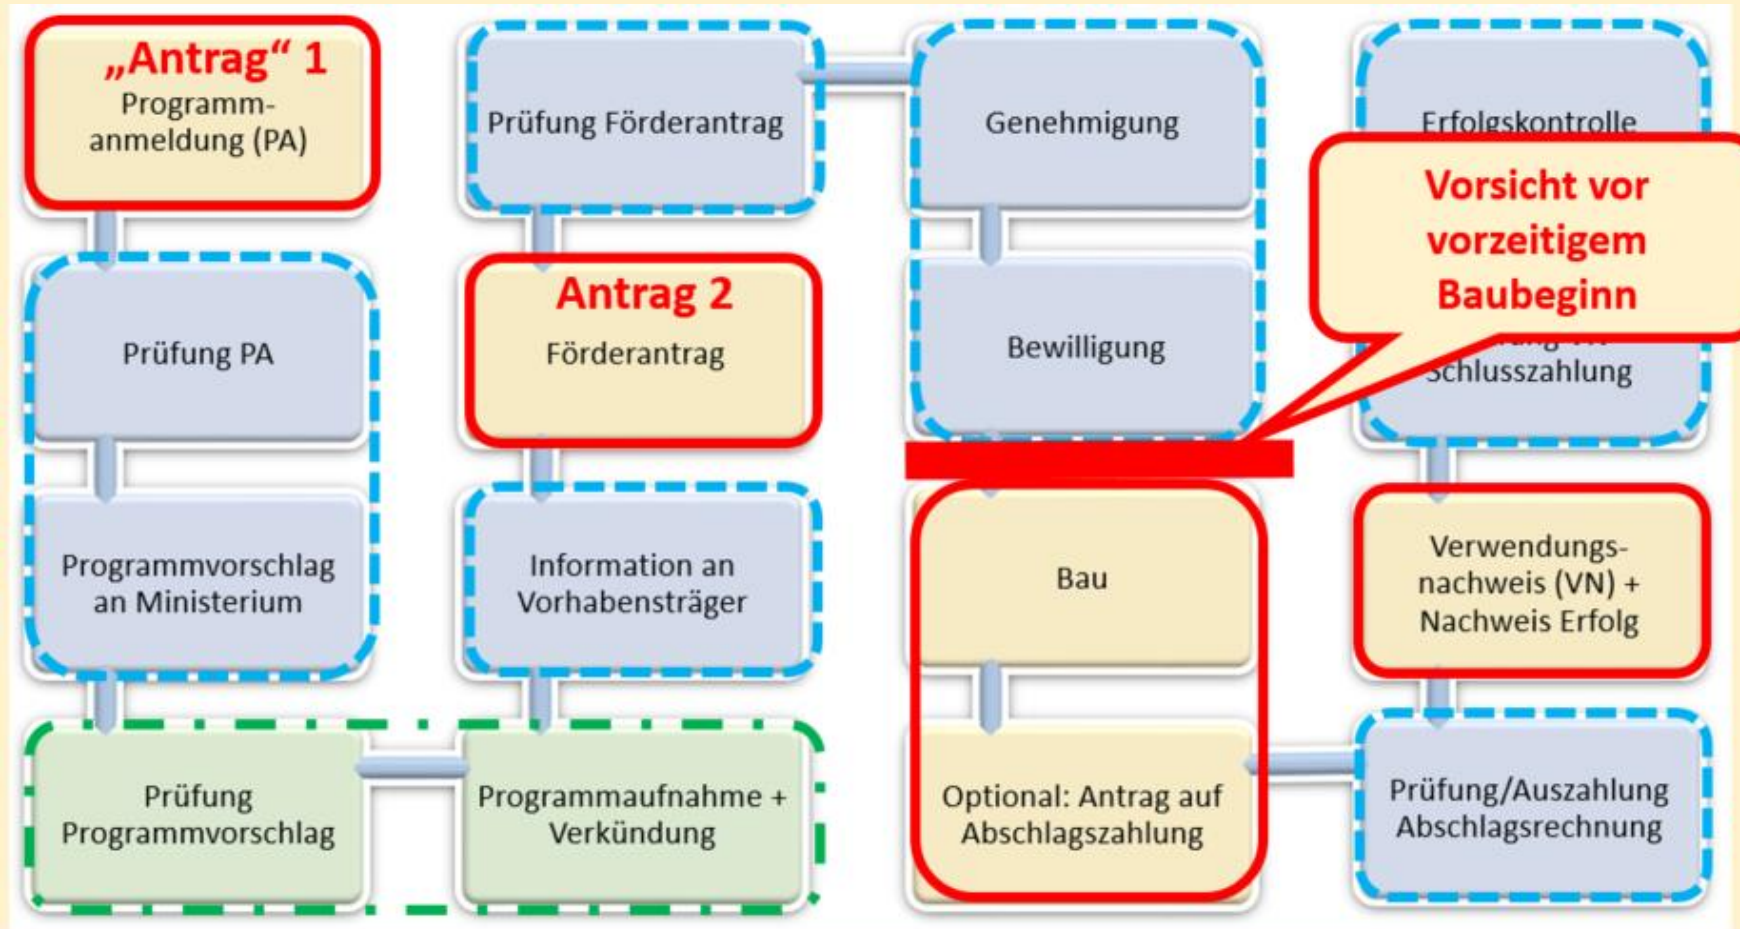 „Antrag“ 1
Programm-
anmeldung (PA)
Prüfung PA
Programmvorschlag
an Ministerium
Prüfung
Programmvorschlag
Programmaufnahme +
Verkündung
Information an
Vorhabensträger
Antrag 2
Förderantrag
Prüfung Förderantrag
Genehmigung
Bewilligung
Bau
Optional: Antrag auf
Abschlagszahlung
Prüfung/Auszahlung
Abschlagsrechnung
Verwendungs-
nachweis (VN) +
Nachweis Erfolg
Schlusszahlung
Erfolgskontrolle
Vorsicht vor
vorzeitigem
Baubeginn